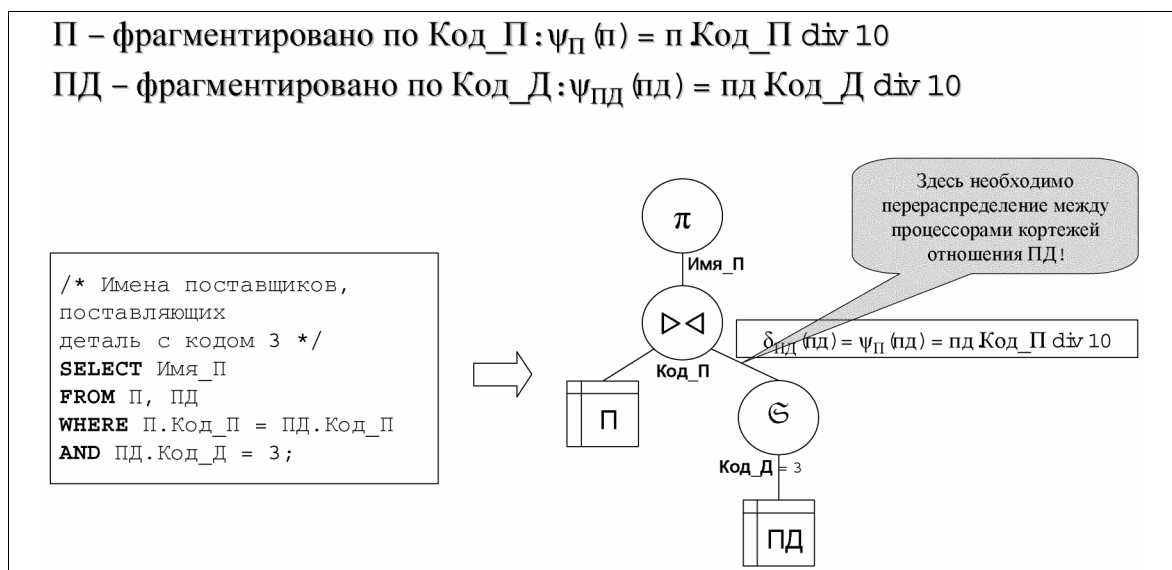 П – фрагментировано по Код_П:ψП(п) = п.Код_П div 10
ПД – фрагментировано по Код_Д:ψПД(пд) = пд.Код_Д div 10
Здесь необходимо
перераспределение между
процессорами кортежей
отношения ПД!
/* Имена поставщиков,
поставляющих
деталь с кодом 3 */
SELECT Имя_П
FROM П, ПД
WHERE П.Код_П = ПД.Код_П
AND ПД.Код_Д = 3;
π
Имя_П
▷◁
Код_П
δПД(пд) = ψП(пд) = пд.Код_П div 10
П
𝔖
Код_Д = 3
ПД